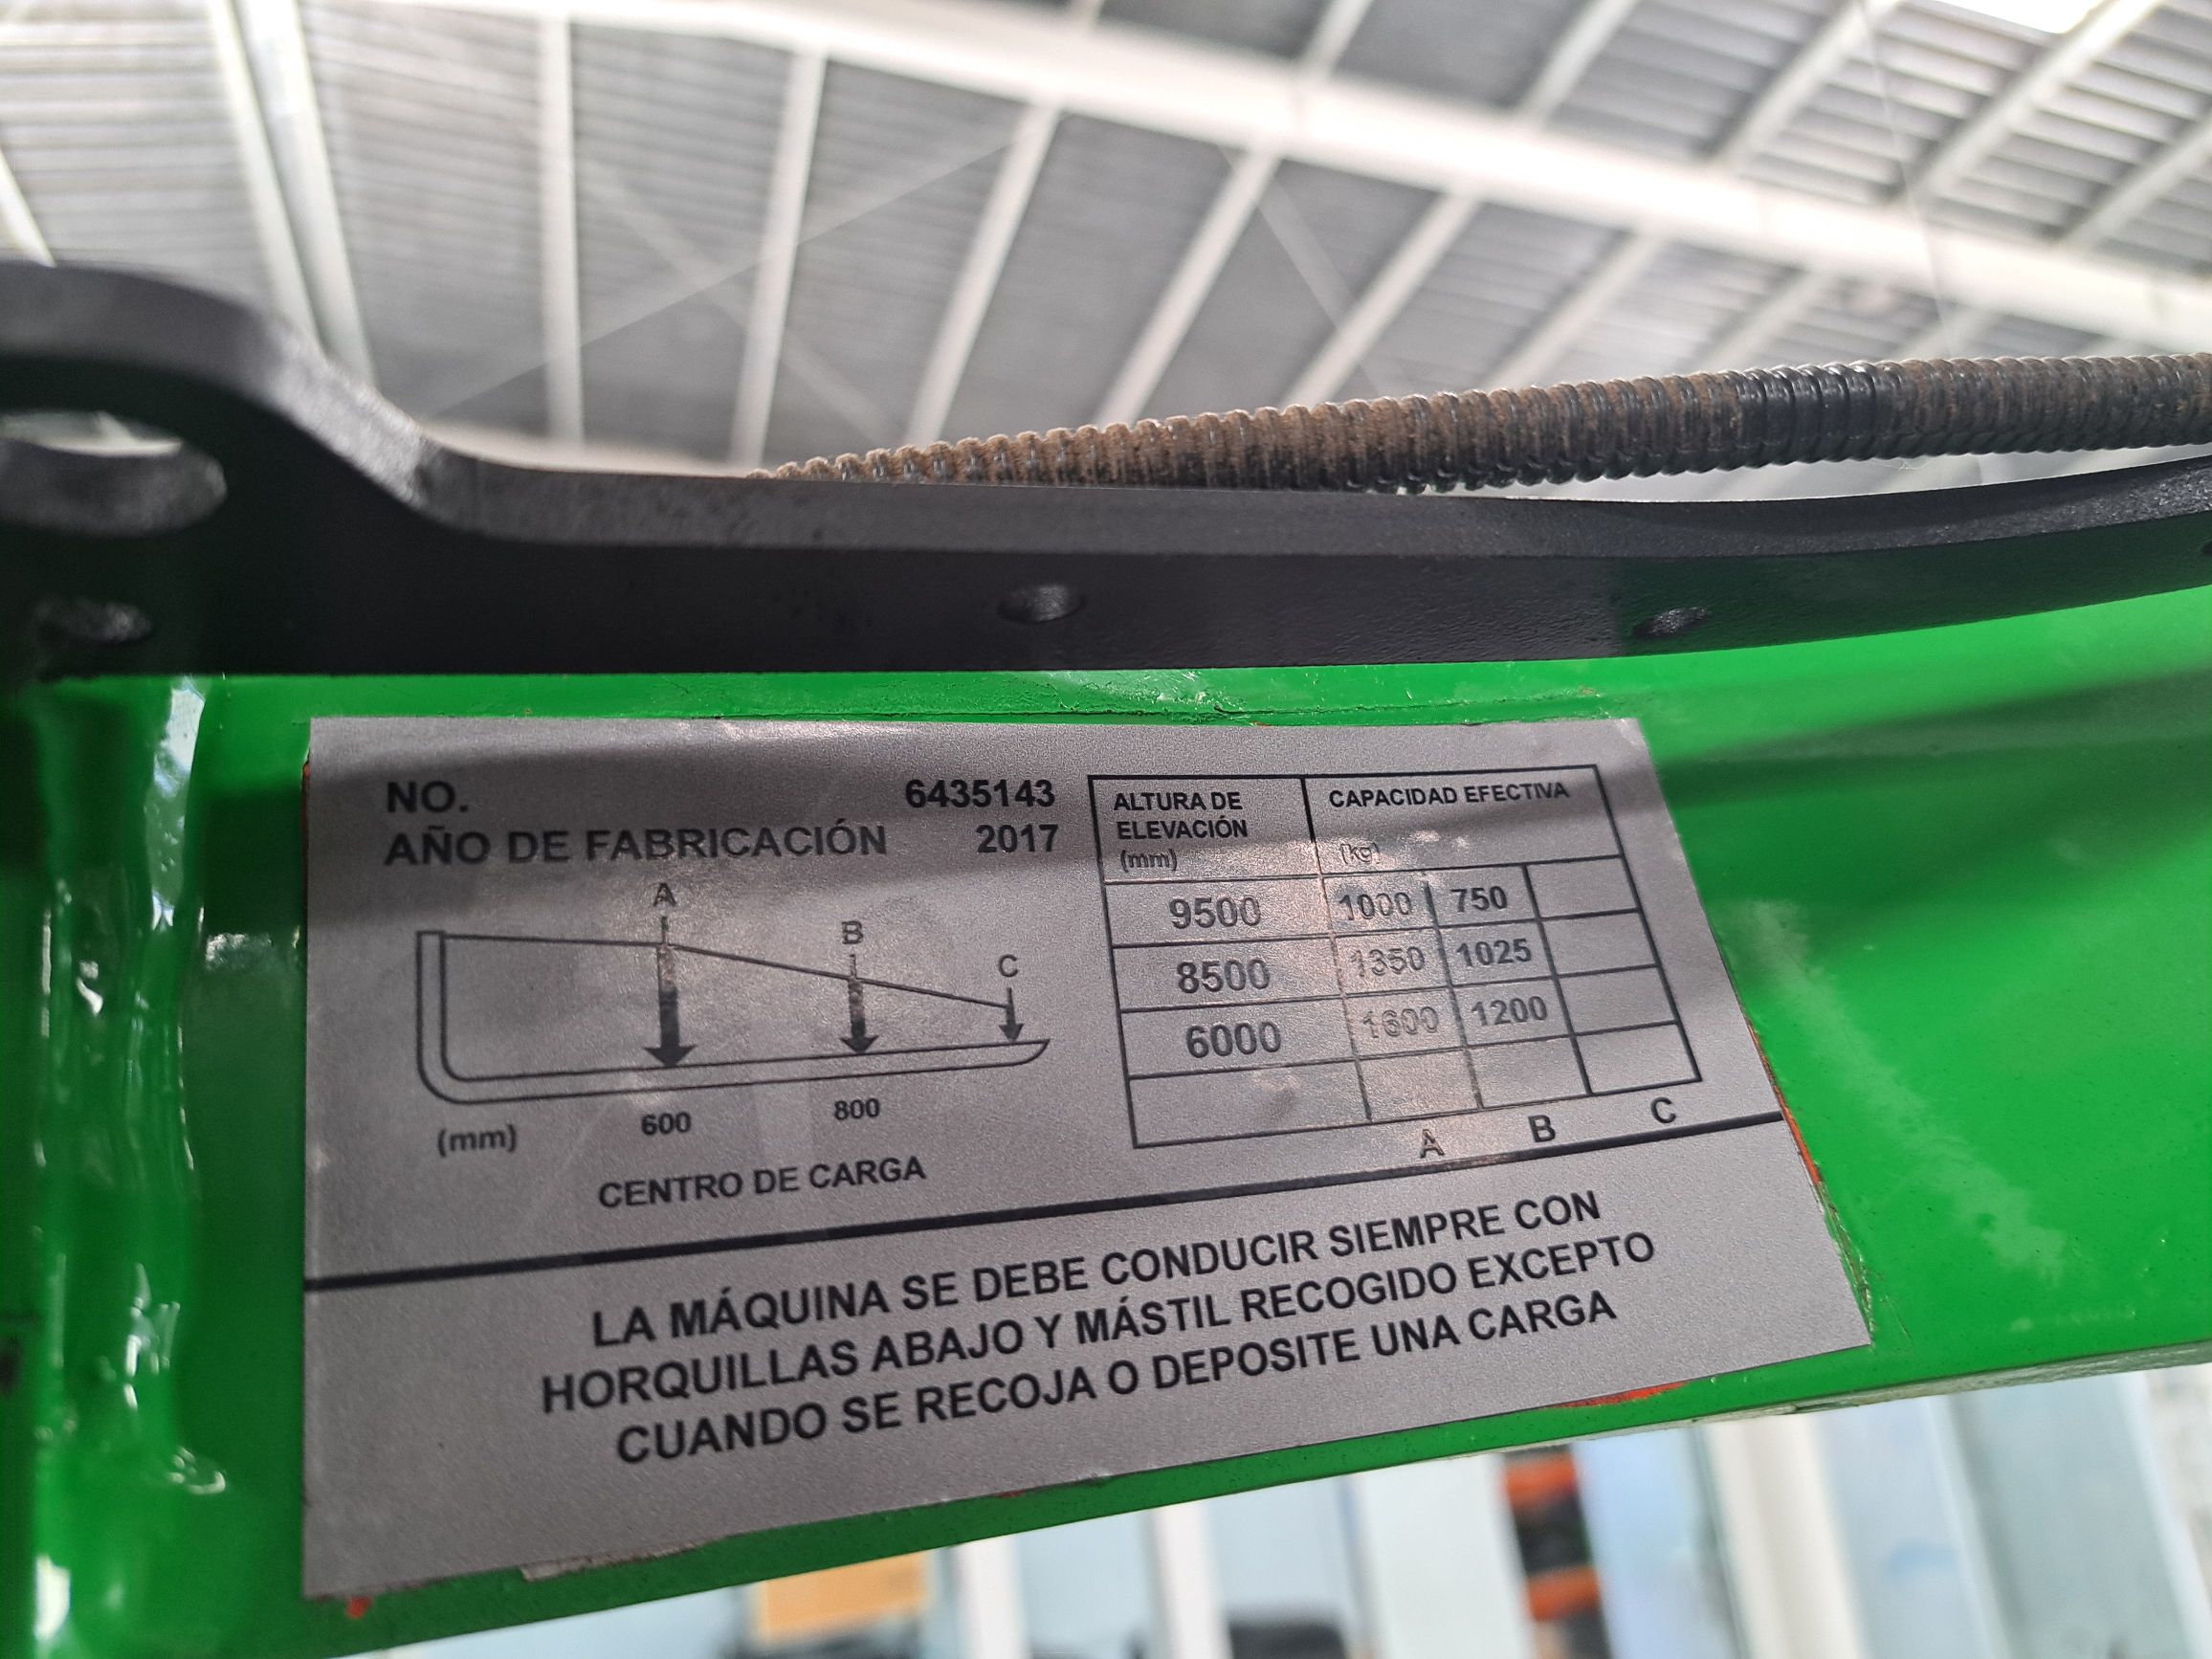 NO. 6435143
AÑO DE FABRICACIÓN 2017
A
B
C
600
800
(mm)
CENTRO DE CARGA
ALTURA DE ELEVACIÓN (mm) CAPACIDAD EFECTIVA (kg)
9500 1000 750
8500 1350 1025
6000 1600 1200
A B C
LA MÁQUINA SE DEBE CONDUCIR SIEMPRE CON
HORQUILLAS ABAJO Y MÁSTIL RECOGIDO EXCEPTO
CUANDO SE RECOJA O DEPOSITE UNA CARGA